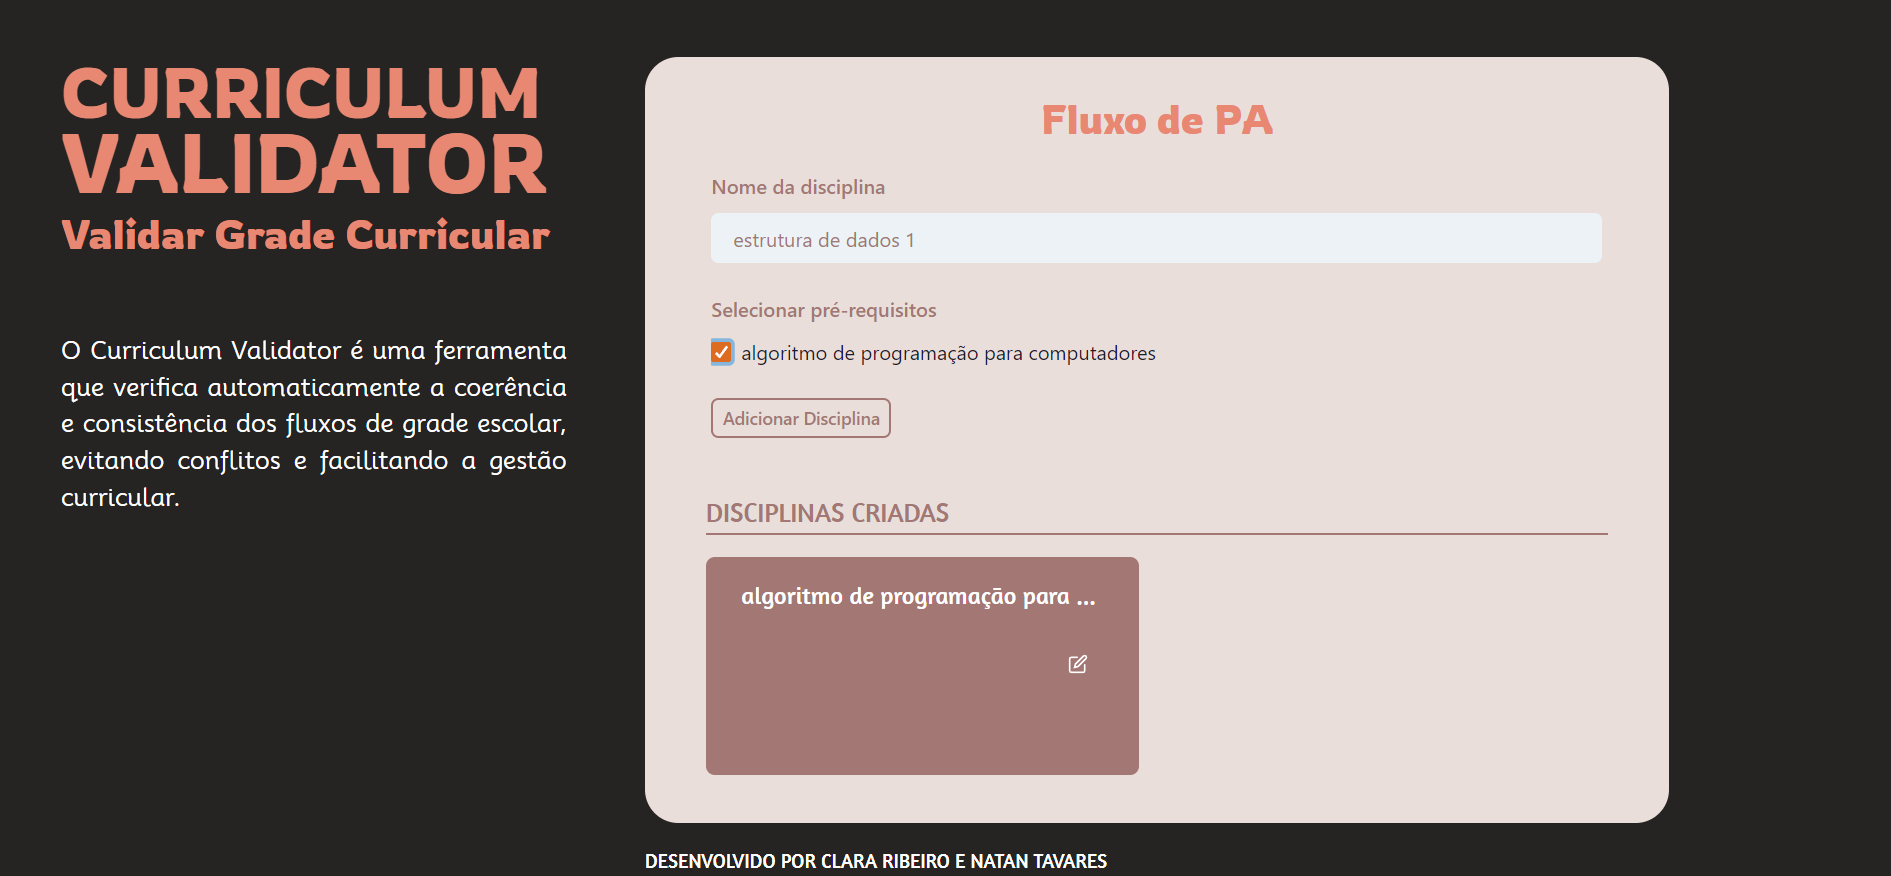 CURRICULUM
VALIDATOR
Validar Grade Curricular
O Curriculum Validator é uma ferramenta
que verifica automaticamente a coerência
e consistência dos fluxos de grade escolar,
evitando conflitos e facilitando a gestão
curricular.
Fluxo de PA
Nome da disciplina
estrutura de dados 1
Selecionar pré-requisitos
algoritmo de programação para computadores
Adicionar Disciplina
DISCIPLINAS CRIADAS
algoritmo de programação para ...
DESENVOLVIDO POR CLARA RIBEIRO E NATAN TAVARES